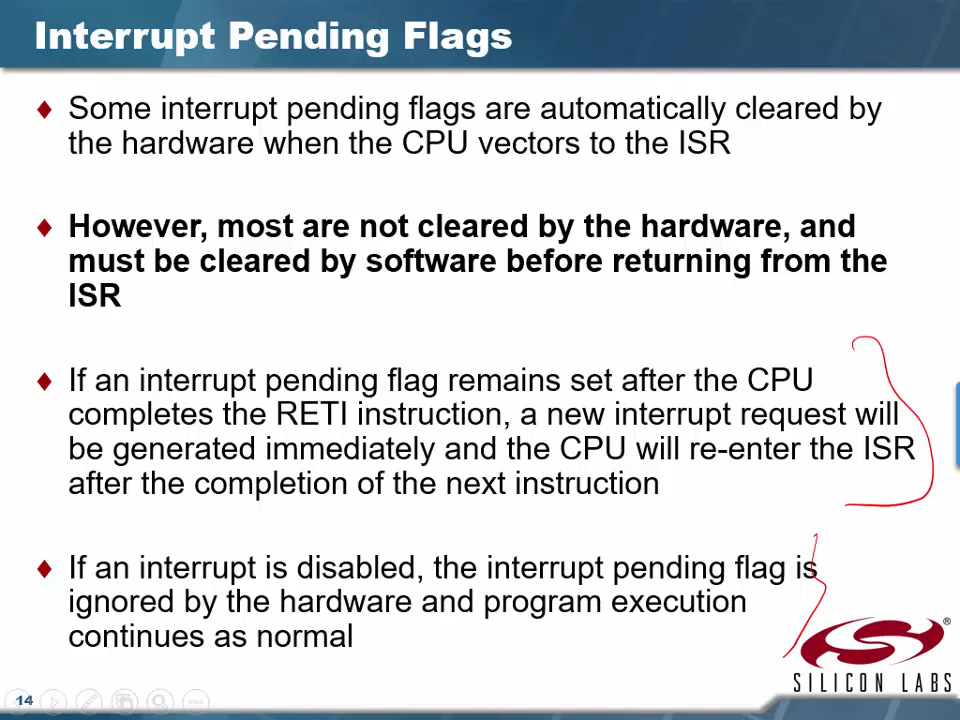 Interrupt Pending Flags
Some interrupt pending flags are automatically cleared by
the hardware when the CPU vectors to the ISR
However, most are not cleared by the hardware, and
must be cleared by software before returning from the
ISR
If an interrupt pending flag remains set after the CPU
completes the RETI instruction, a new interrupt request will
be generated immediately and the CPU will re-enter the ISR
after the completion of the next instruction
If an interrupt is disabled, the interrupt pending flag is
ignored by the hardware and program execution
continues as normal
®
SILICON LABS
14